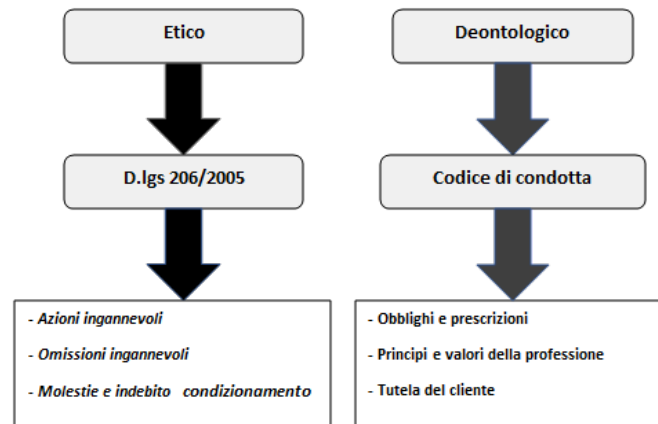 Etico
D.lgs 206/2005
- Azioni ingannevoli
- Omissioni ingannevoli
- Molestie e indebito condizionamento
Deontologico
Codice di condotta
- Obblighi e prescrizioni
- Principi e valori della professione
- Tutela del cliente